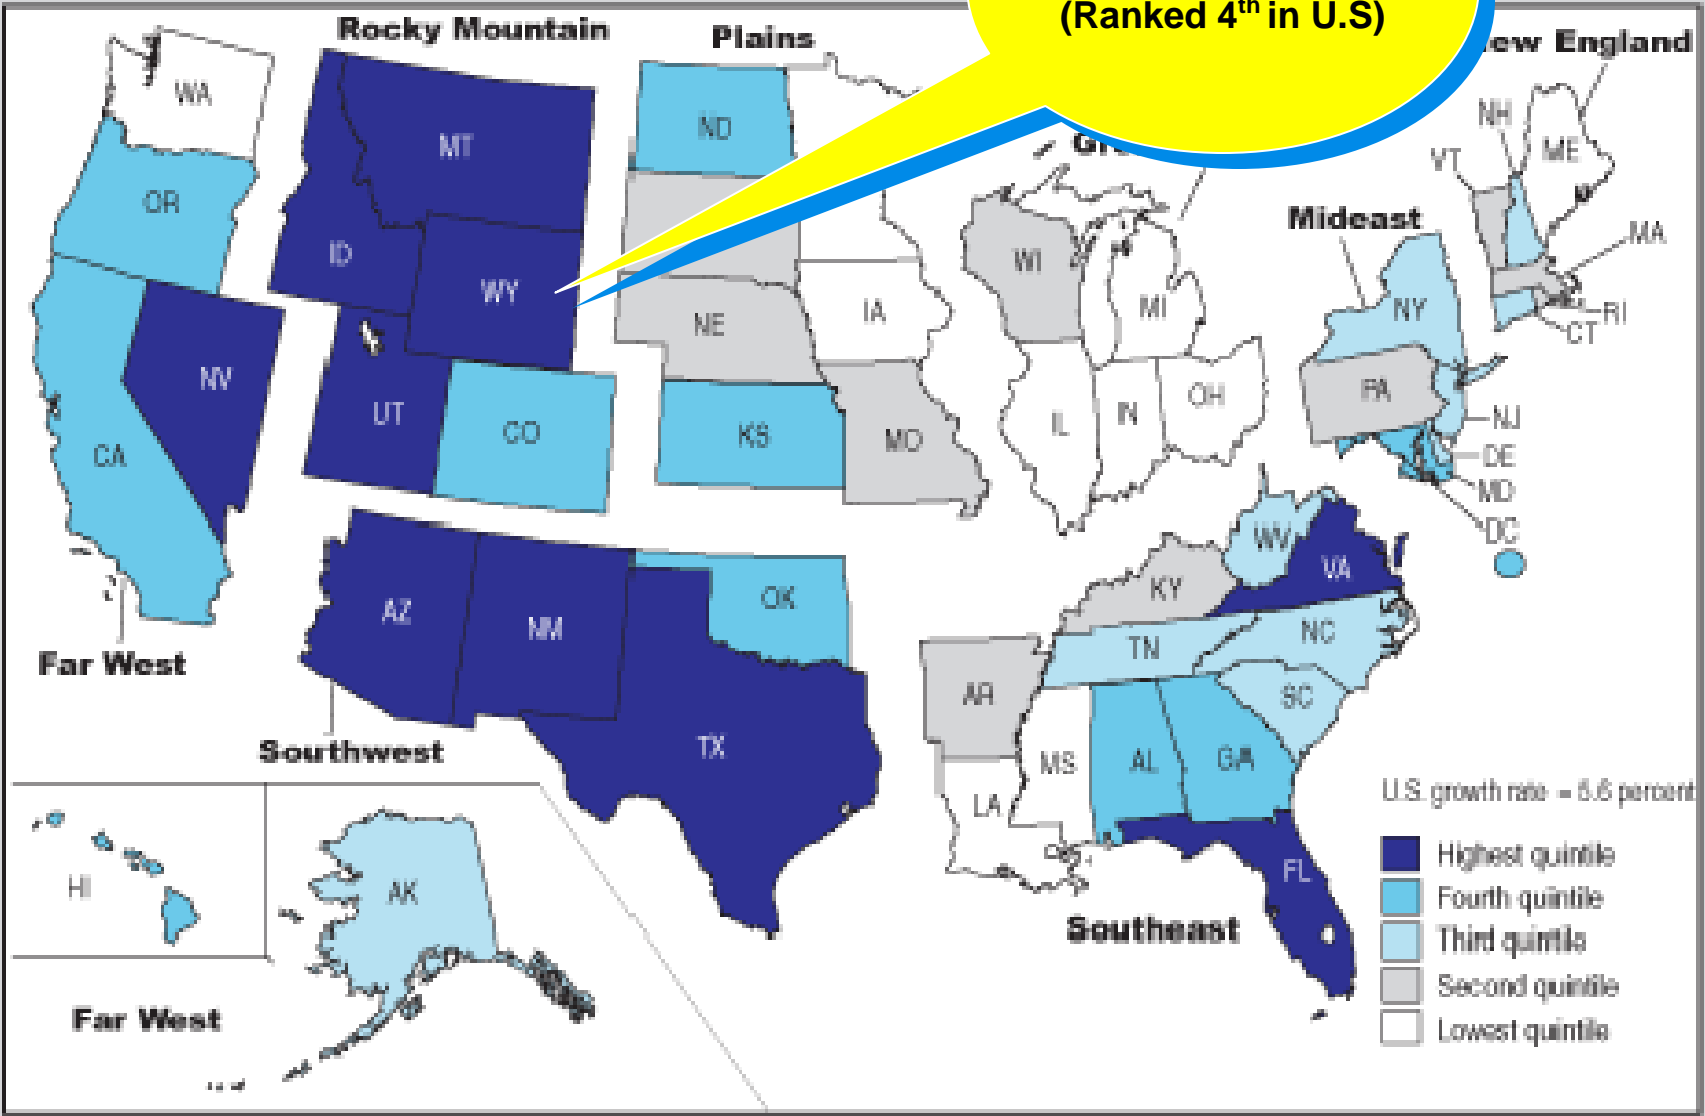 (Ranked 4th in U.S)
Rocky Mountain
Plains
ew England
WA
MT
ND
NH
ME
VT
OR
ID
WY
Mideast
MA
WI
NY
MI
RI
CT
IA
NE
NV
UT
CO
KS
MO
IL
IN
OH
PA
NJ
DE
MD
DC
CA
WV
VA
KY
AZ
NM
OK
TN
NC
Far West
AR
SC
Southwest
TX
MS
AL
GA
LA
U.S. growth rate = 5.6 percent
Highest quintile
Fourth quintile
Third quintile
Second quintile
Lowest quintile
HI
AK
FL
Southeast
Far West